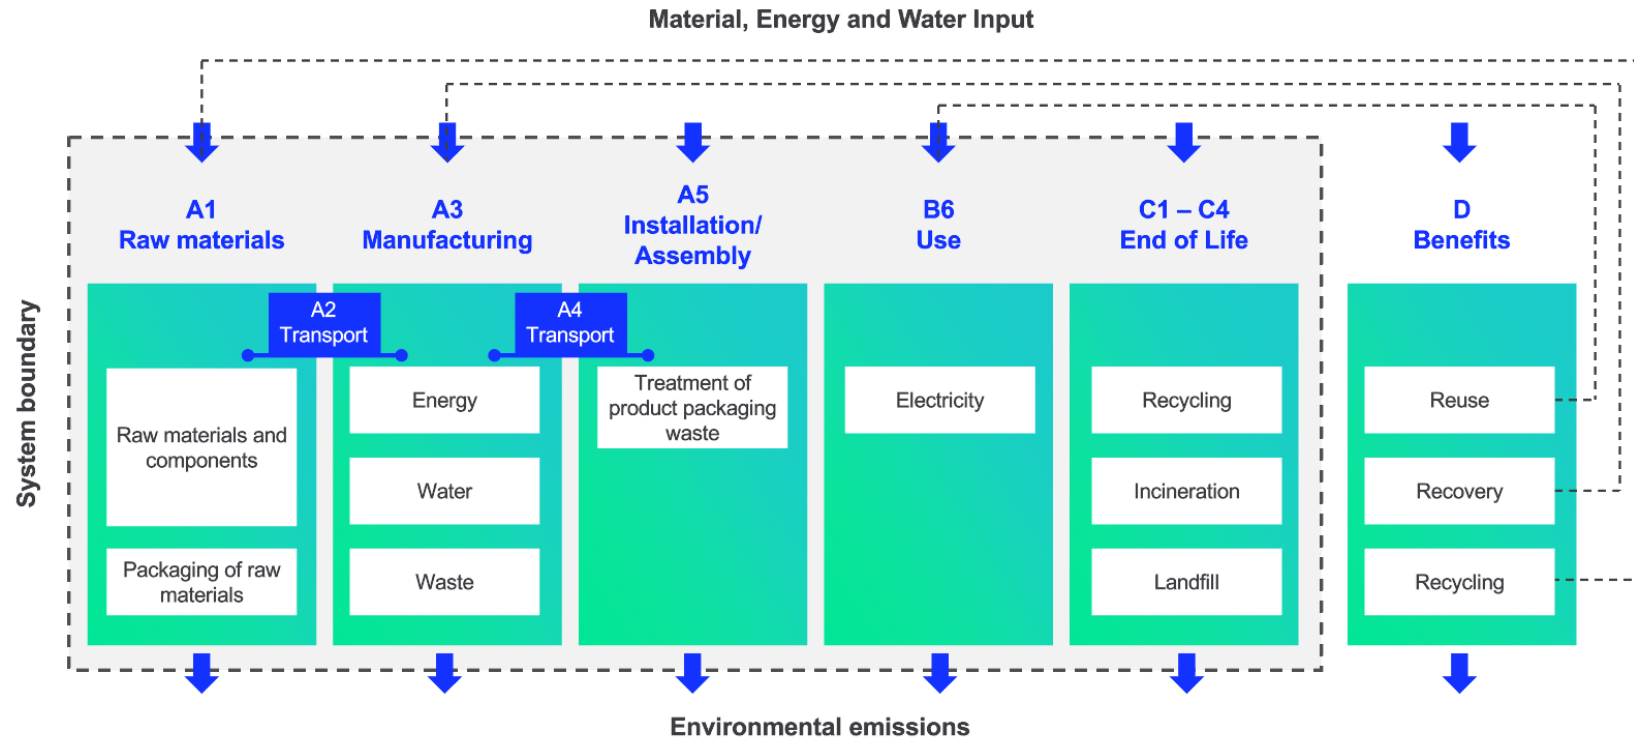 Material, Energy and Water Input
System boundary
A1
Raw materials
A3
Manufacturing
A5
Installation/
Assembly
B6
Use
C1 – C4
End of Life
D
Benefits
A2
Transport
A4
Transport
Raw materials and
components
Packaging of raw
materials
Energy
Water
Waste
Treatment of
product packaging
waste
Electricity
Recycling
Incineration
Landfill
Reuse
Recovery
Recycling
Environmental emissions